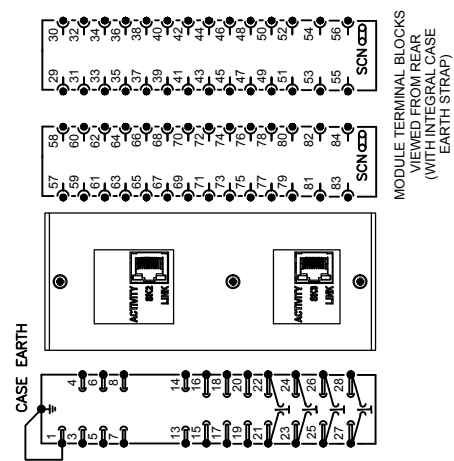 30 32 34 36 38 40 42 44 46 48 50 52 54 56
29 31 33 35 37 39 41 43 45 47 49 51 53 55
SCN
58 60 62 64 66 68 70 72 74 76 78 80 82 84
57 59 61 63 65 67 69 71 73 75 77 79 81 83
SCN
MODULE TERMINAL BLOCKS
VIEWED FROM REAR
(WITH INTEGRAL CASE
EARTH STRAP)
ACTIVITY
SK2
LINK
ACTIVITY
SK3
LINK
CASE EARTH
4 6 8 14 16 18 20 22 24 26 28
1 3 5 7 13 15 17 19 21 23 25 27